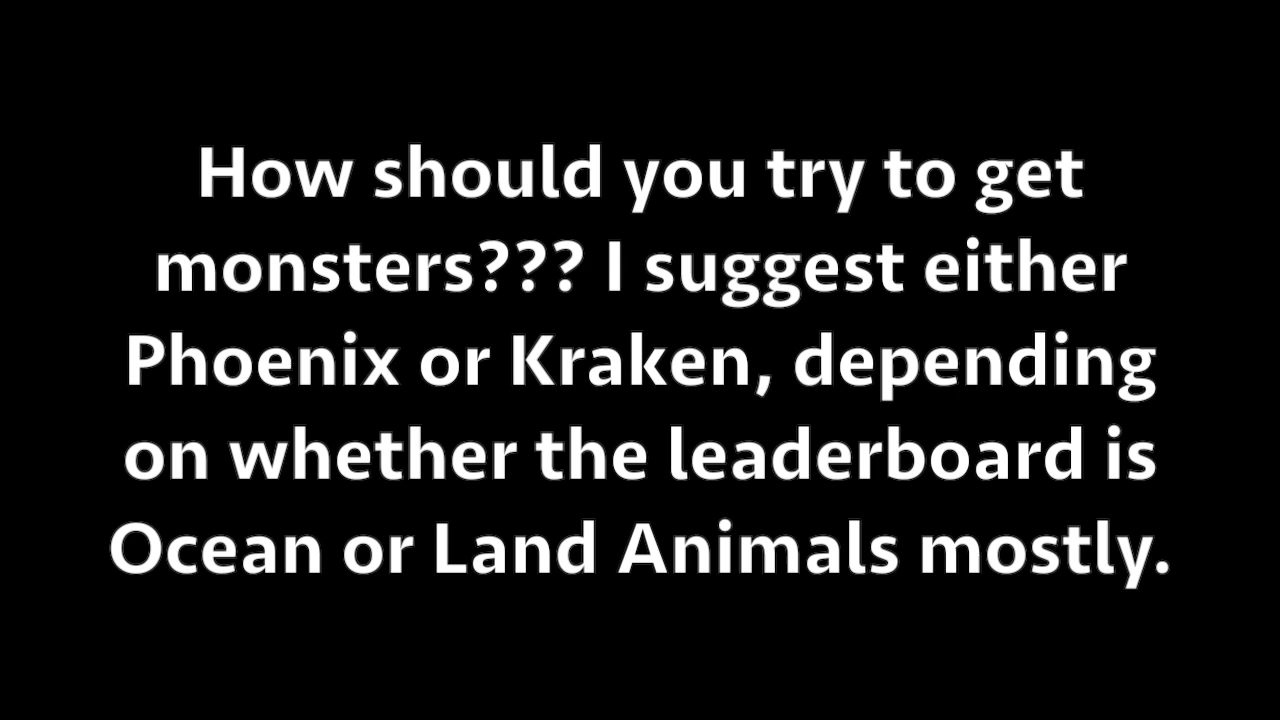 How should you try to get
monsters??? I suggest either
Phoenix or Kraken, depending
on whether the leaderboard is
Ocean or Land Animals mostly.